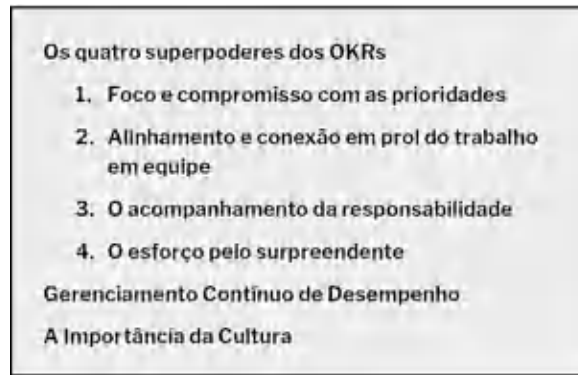 Os quatro superpoderes dos OKRs
1. Foco e compromisso com as prioridades
2. Alinhamento e conexão em prol do trabalho
em equipe
3. O acompanhamento da responsabilidade
4. O esforço pelo surpreendente
Gerenciamento Contínuo de Desempenho
A Importância da Cultura